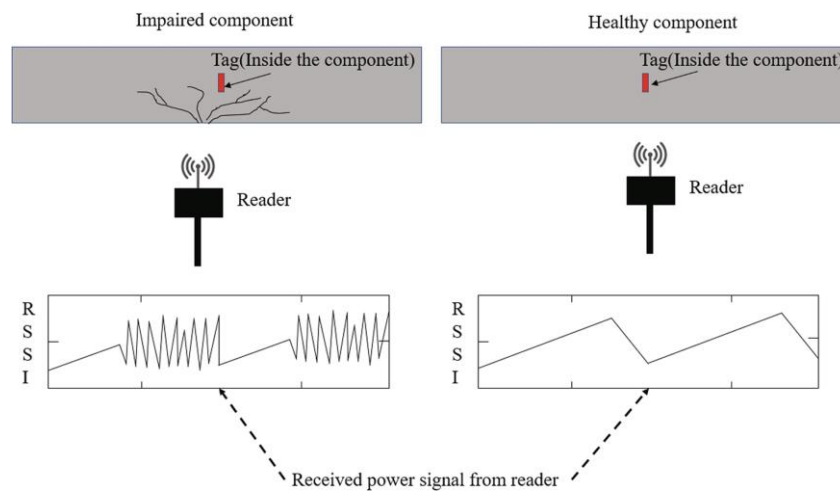 Impaired component
Healthy component
Tag(Inside the component)
Tag(Inside the component)
Reader
Reader
R
S
S
I
R
S
S
I
Received power signal from reader